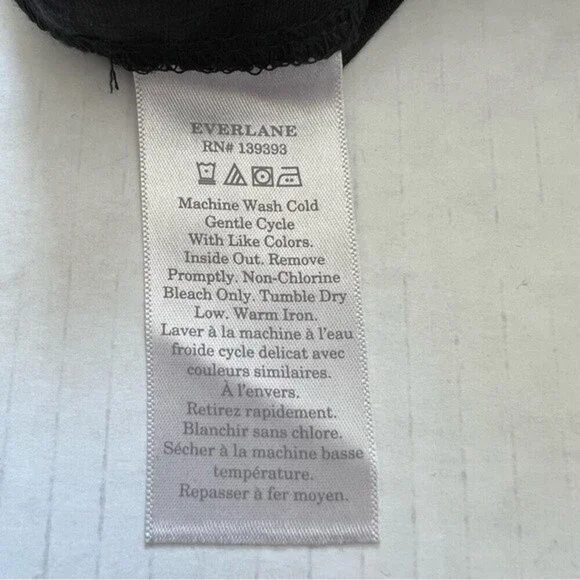 EVERLANE
RN# 139393
Machine Wash Cold
Gentle Cycle
With Like Colors.
Inside Out. Remove
Promptly. Non-Chlorine
Bleach Only. Tumble Dry
Low. Warm Iron.
Laver à la machine à l'eau
froide cycle delicat avec
couleurs similaires.
À l'envers.
Retirez rapidement.
Blanchir sans chlore.
Sécher à la machine basse
température.
Repasser à fer moyen.